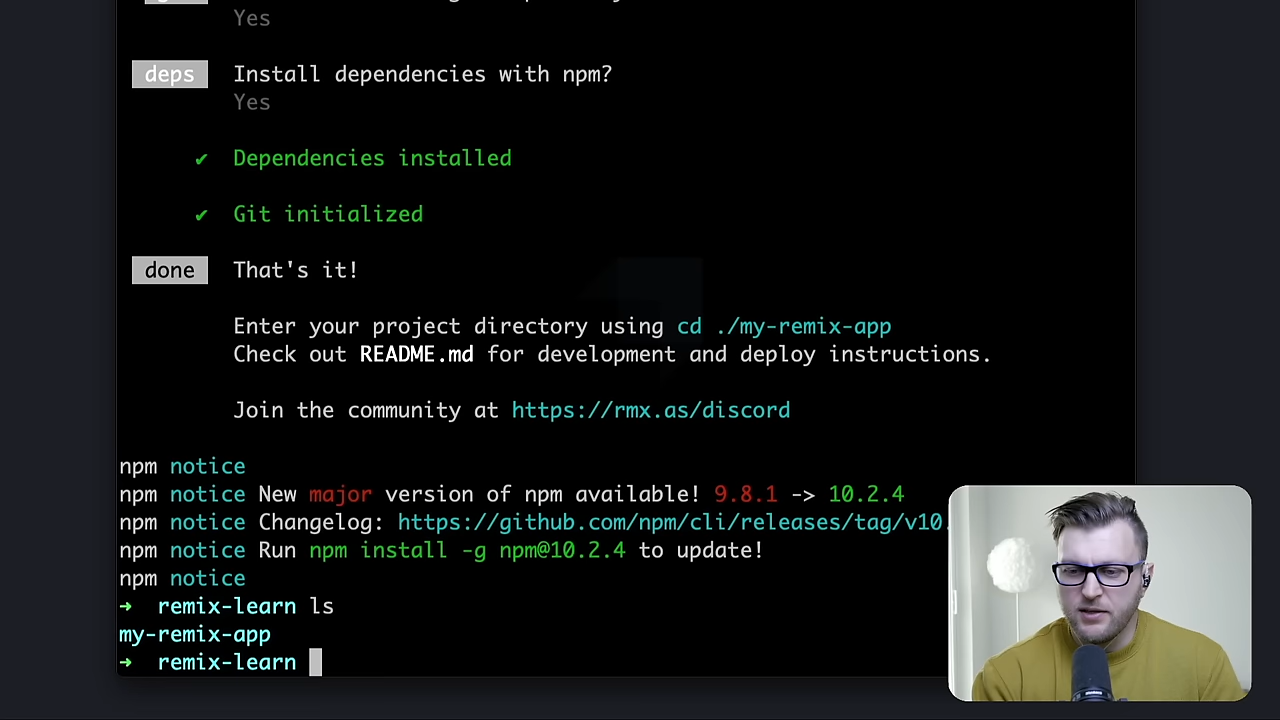 Yes
deps Install dependencies with npm?
Yes
✔ Dependencies installed
✔ Git initialized
done That's it!
Enter your project directory using cd ./my-remix-app
Check out README.md for development and deploy instructions.
Join the community at https://rmx.as/discord
npm notice
npm notice New major version of npm available! 9.8.1 -> 10.2.4
npm notice Changelog: https://github.com/npm/cli/releases/tag/v10.
npm notice Run npm install -g npm@10.2.4 to update!
npm notice
➜ remix-learn ls
my-remix-app
➜ remix-learn